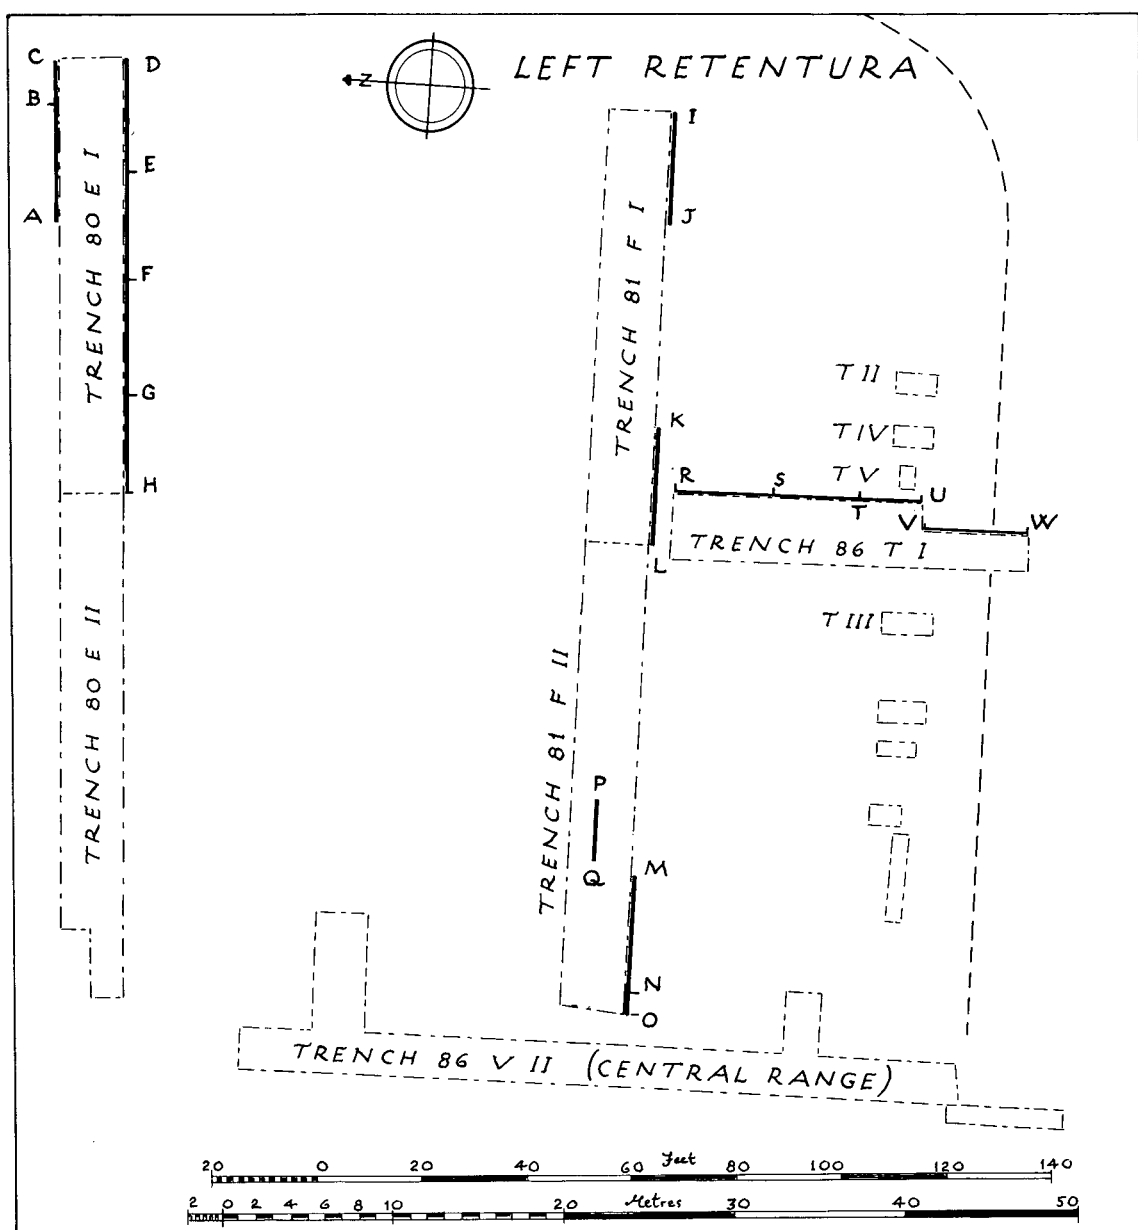 LEFT RETENTURA
Z
C
D
B
E
A
F
G
H
TRENCH 80 E I
TRENCH 80 E II
I
J
K
L
TRENCH 81 F I
TRENCH 81 F II
P
Q
M
N
O
T II
T IV
T V
R
S
T
U
V
W
TRENCH 86 T I
T III
TRENCH 86 V II (CENTRAL RANGE)
20 0 20 40 60 Feet 80 100 120 140
2 0 2 4 6 8 10 20 Metres 30 40 50